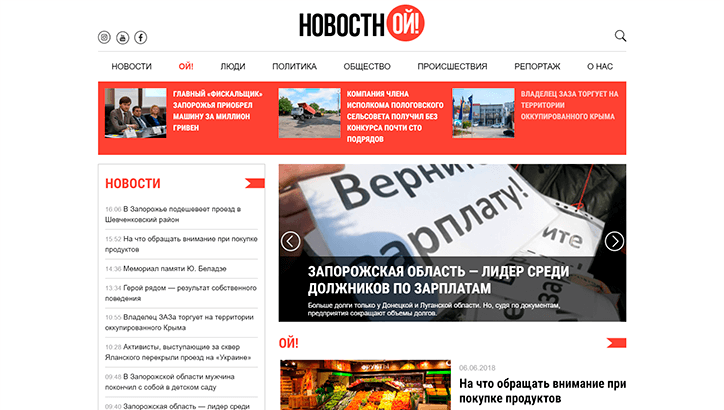 НОВОСТНОЙ!
НОВОСТИ ОЙ! ЛЮДИ ПОЛИТИКА ОБЩЕСТВО ПРОИСШЕСТВИЯ РЕПОРТАЖ О НАС
ГЛАВНЫЙ «ФИСКАЛЬЩИК»
ЗАПОРОЖЬЯ ПРИОБРЕЛ
МАШИНУ ЗА МИЛЛИОН
ГРИВЕН
КОМПАНИЯ ЧЛЕНА
ИСПОЛКОМА ПОЛОГОВСКОГО
СЕЛЬСОВЕТА ПОЛУЧИЛ БЕЗ
КОНКУРСА ПОЧТИ СТО
ПОДРЯДОВ
ВЛАДЕЛЕЦ ЗАЗА ТОРГУЕТ НА
ТЕРРИТОРИИ
ОККУПИРОВАННОГО КРЫМА
НОВОСТИ
16:06 В Запорожье подешевеет проезд в
Шевченковский район
15:52 На что обращать внимание при покупке
продуктов
14:36 Мемориал памяти Ю. Беладзе
13:34 Герой рядом — результат собственного
поведения
10:55 Владелец ЗАЗа торгует на территории
оккупированного Крыма
10:28 Активисты, выступающие за сквер
Яланского перекрыли проезд на «Украине»
09:48 В Запорожской области мужчина
покончил с собой в детском саду
09:40 Запорожская область — лидер среди
Верните
зарплату!
ЗАПОРОЖСКАЯ ОБЛАСТЬ — ЛИДЕР СРЕДИ
ДОЛЖНИКОВ ПО ЗАРПЛАТАМ
Больше долги только у Донецкой и Луганской области. Но, судя по документам,
предприятия сокращают объемы долгов.
ОЙ!
06.06.2018
На что обращать внимание при
покупке продуктов